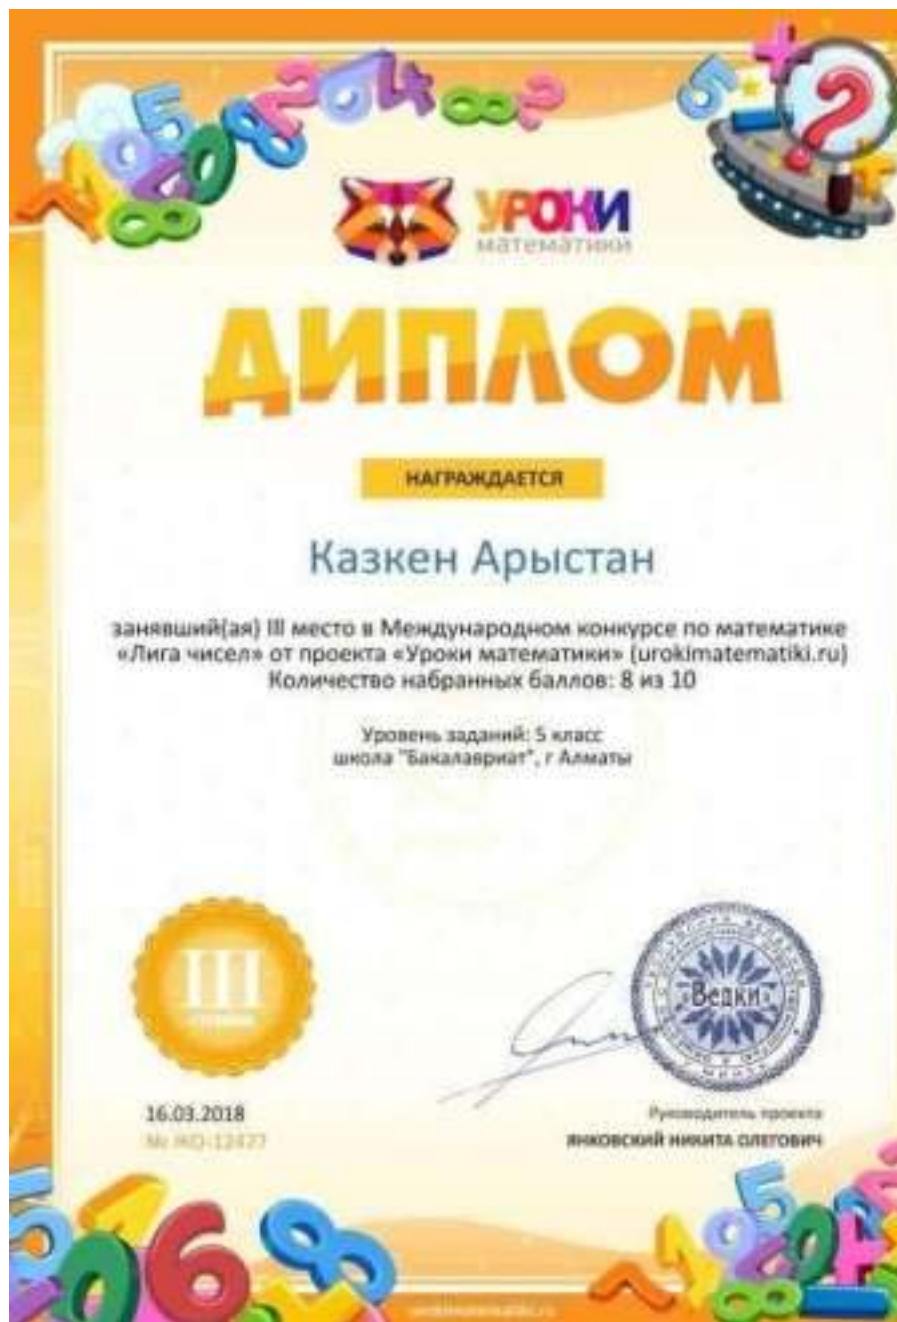 УРОКИ
математики
ДИПЛОМ
НАГРАЖДАЕТСЯ
Казкен Арыстан
занявший(ая) III место в Международном конкурсе по математике
«Лига чисел» от проекта «Уроки математики» (urokimatematiki.ru)
Количество набранных баллов: 8 из 10
Уровень заданий: 5 класс
школа "Бакалавриат", г Алматы
III
Ведки
16.03.2018
Руководитель проекта
ЯНКОВСКИЙ НИКИТА ОЛЕГОВИЧ
urokimatematiki.ru